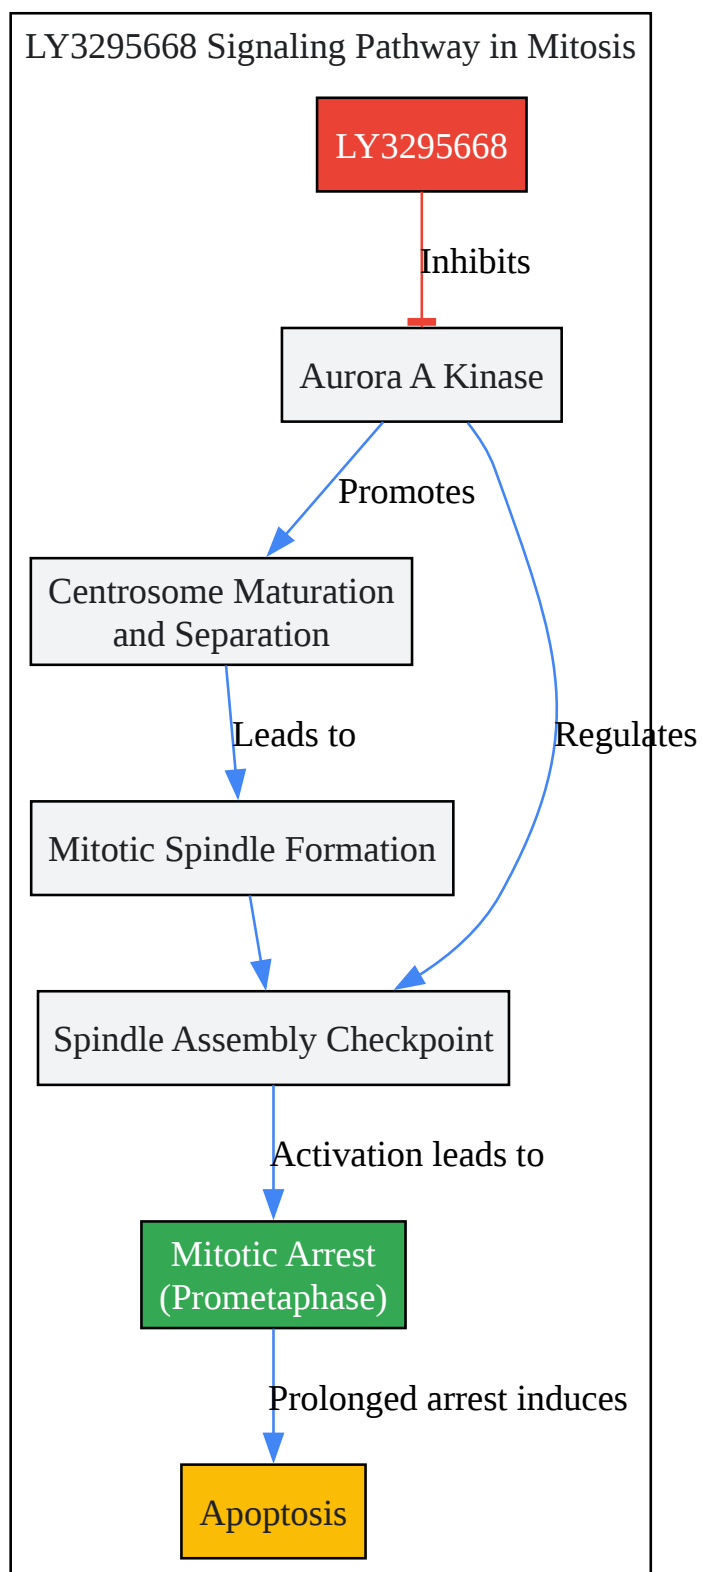 LY3295668 Signaling Pathway in Mitosis
LY3295668
Inhibits
Aurora A Kinase
Promotes
Centrosome Maturation
and Separation
Leads to
Regulates
Mitotic Spindle Formation
Spindle Assembly Checkpoint
Activation leads to
Mitotic Arrest
(Prometaphase)
Prolonged arrest induces
Apoptosis